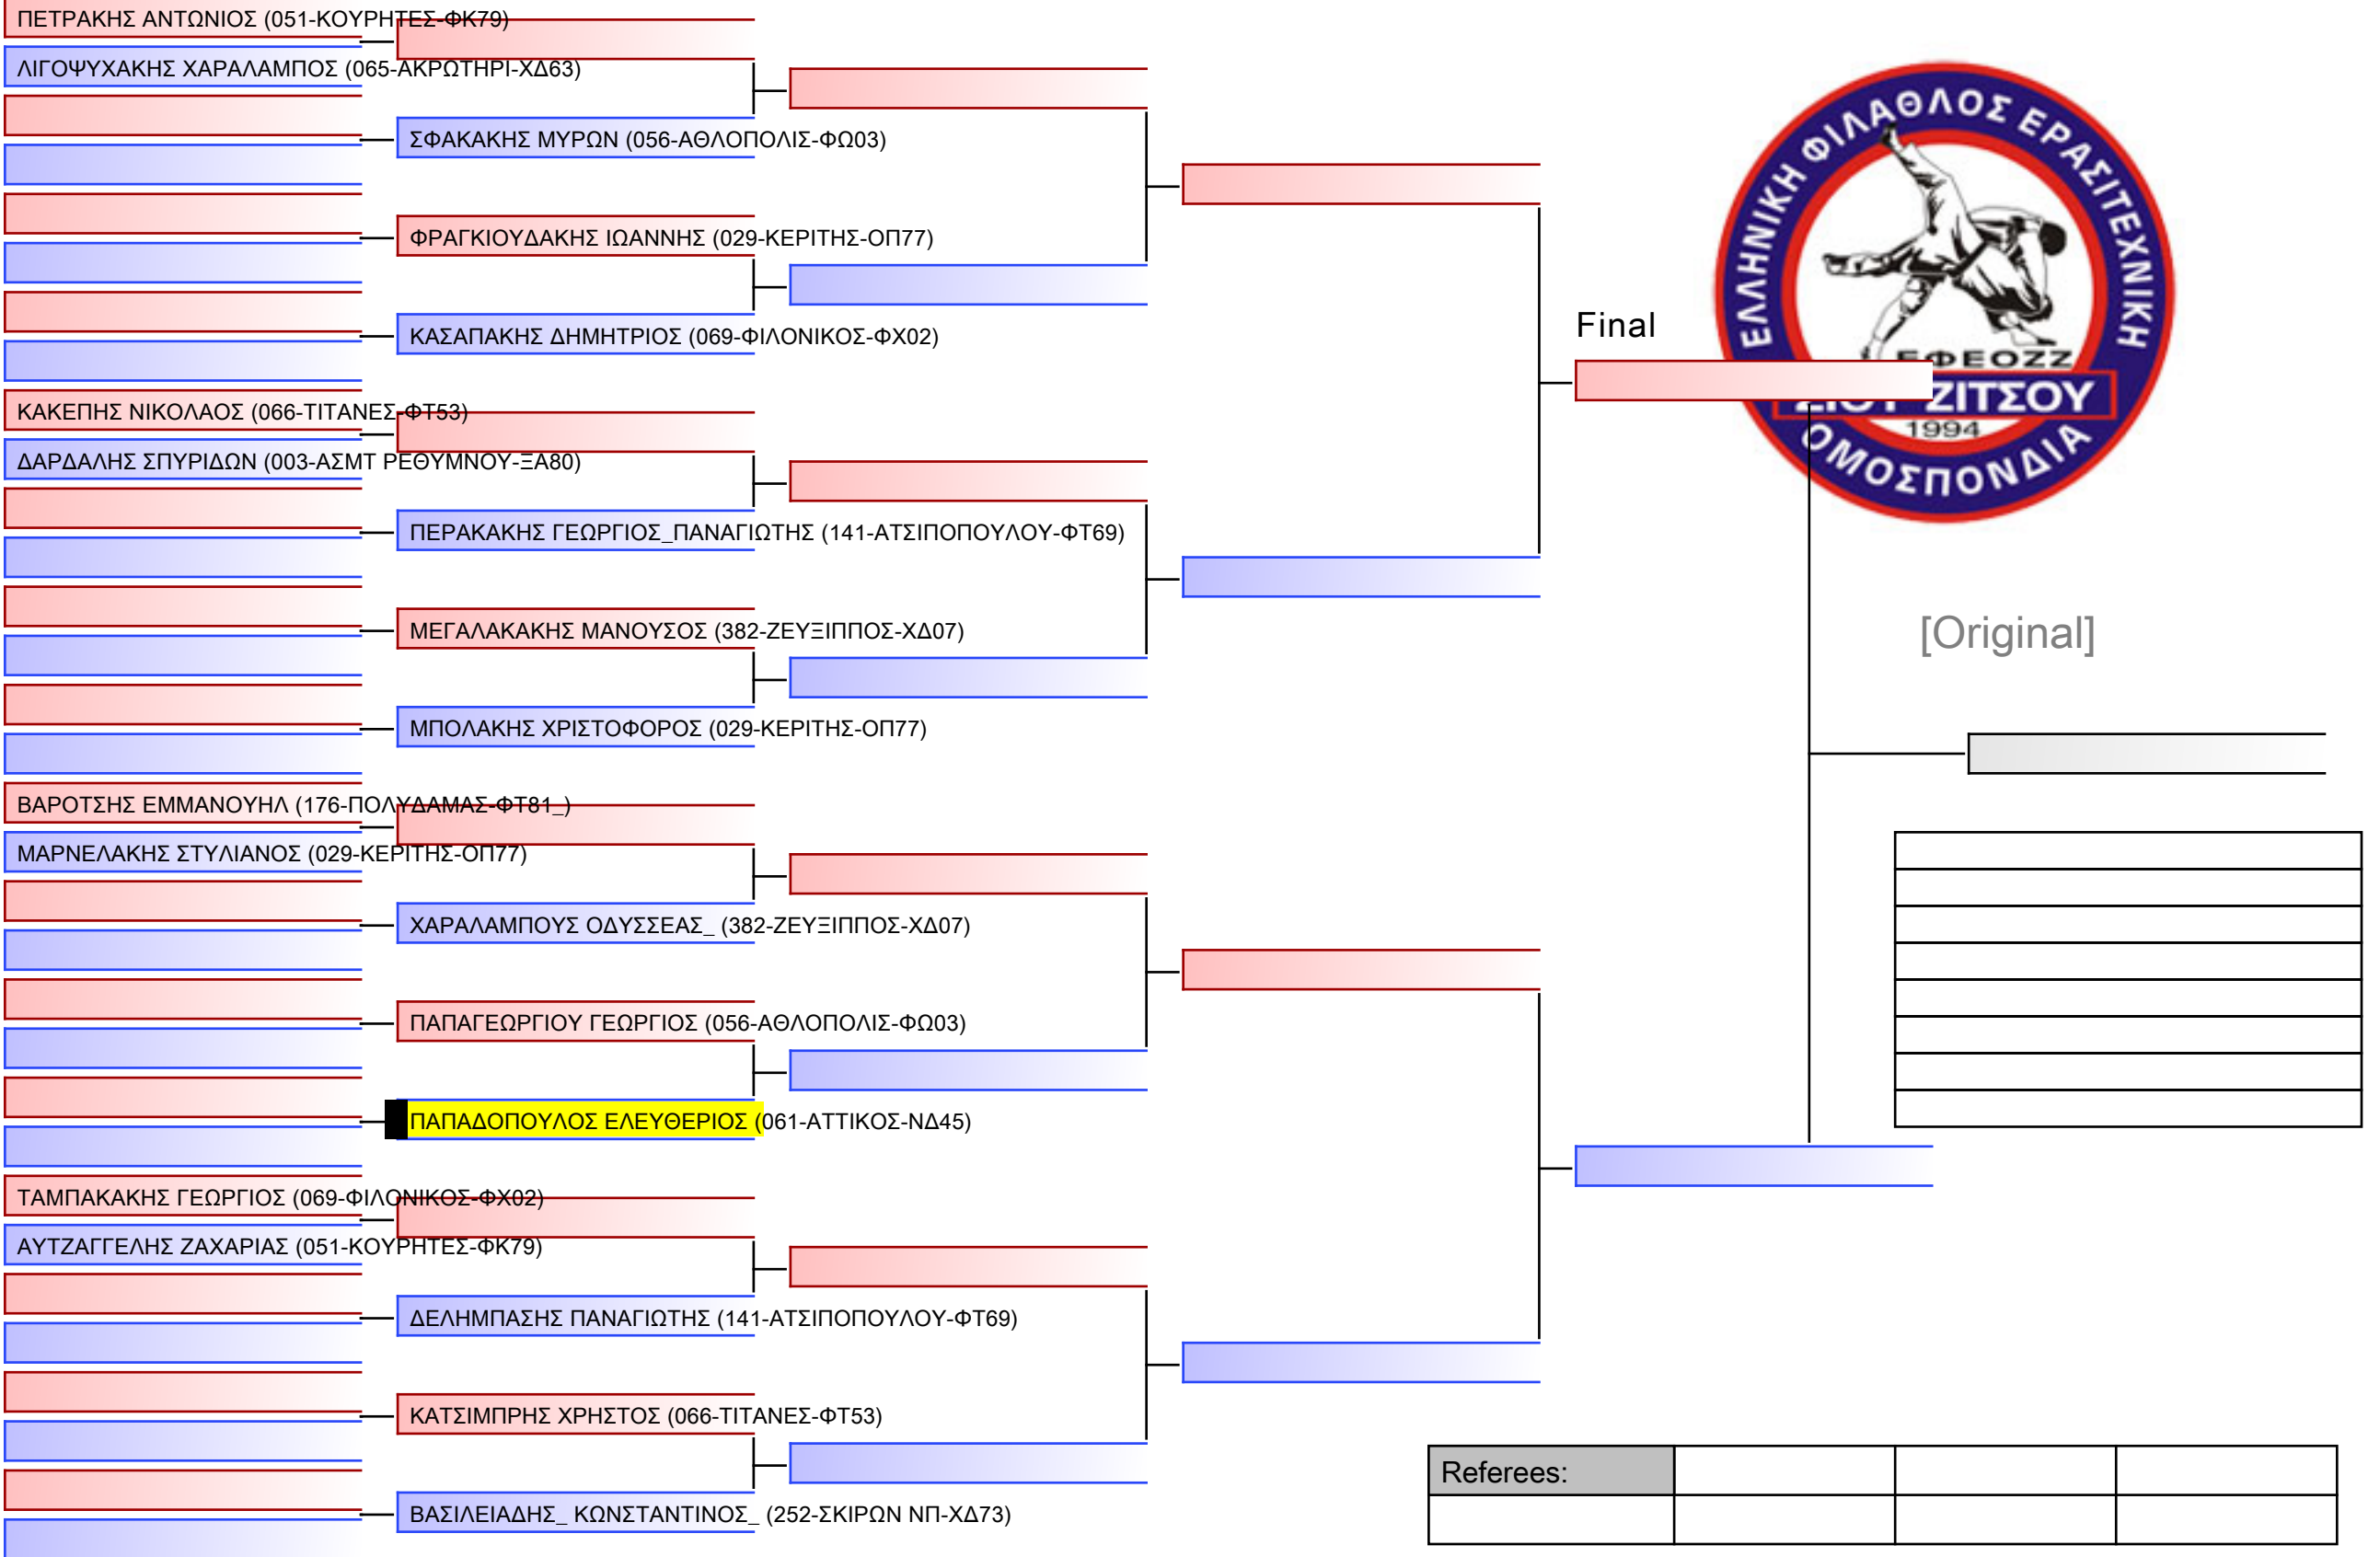 ΠΕΤΡΑΚΗΣ ΑΝΤΩΝΙΟΣ (051-ΚΟΥΡΗΤΕΣ-ΦΚ79)
ΛΙΓΟΨΥΧΑΚΗΣ ΧΑΡΑΛΑΜΠΟΣ (065-ΑΚΡΩΤΗΡΙ-ΧΔ63)
ΣΦΑΚΑΚΗΣ ΜΥΡΩΝ (056-ΑΘΛΟΠΟΛΙΣ-ΦΩ03)
ΦΡΑΓΚΙΟΥΔΑΚΗΣ ΙΩΑΝΝΗΣ (029-ΚΕΡΙΤΗΣ-ΟΠ77)
ΚΑΣΑΠΑΚΗΣ ΔΗΜΗΤΡΙΟΣ (069-ΦΙΛΟΝΙΚΟΣ-ΦΧ02)
ΚΑΚΕΠΗΣ ΝΙΚΟΛΑΟΣ (066-ΤΙΤΑΝΕΣ-ΦΤ53)
ΔΑΡΔΑΛΗΣ ΣΠΥΡΙΔΩΝ (003-ΑΣΜΤ ΡΕΘΥΜΝΟΥ-ΞΑ80)
ΠΕΡΑΚΑΚΗΣ ΓΕΩΡΓΙΟΣ_ΠΑΝΑΓΙΩΤΗΣ (141-ΑΤΣΙΠΟΠΟΥΛΟΥ-ΦΤ69)
ΜΕΓΑΛΑΚΑΚΗΣ ΜΑΝΟΥΣΟΣ (382-ΖΕΥΞΙΠΠΟΣ-ΧΔ07)
ΜΠΟΛΑΚΗΣ ΧΡΙΣΤΟΦΟΡΟΣ (029-ΚΕΡΙΤΗΣ-ΟΠ77)
ΒΑΡΟΤΣΗΣ ΕΜΜΑΝΟΥΗΛ (176-ΠΟΛΥΔΑΜΑΣ-ΦΤ81_)
ΜΑΡΝΕΛΑΚΗΣ ΣΤΥΛΙΑΝΟΣ (029-ΚΕΡΙΤΗΣ-ΟΠ77)
ΧΑΡΑΛΑΜΠΟΥΣ ΟΔΥΣΣΕΑΣ_ (382-ΖΕΥΞΙΠΠΟΣ-ΧΔ07)
ΠΑΠΑΓΕΩΡΓΙΟΥ ΓΕΩΡΓΙΟΣ (056-ΑΘΛΟΠΟΛΙΣ-ΦΩ03)
ΠΑΠΑΔΟΠΟΥΛΟΣ ΕΛΕΥΘΕΡΙΟΣ (061-ΑΤΤΙΚΟΣ-ΝΔ45)
ΤΑΜΠΑΚΑΚΗΣ ΓΕΩΡΓΙΟΣ (069-ΦΙΛΟΝΙΚΟΣ-ΦΧ02)
ΑΥΤΖΑΓΓΕΛΗΣ ΖΑΧΑΡΙΑΣ (051-ΚΟΥΡΗΤΕΣ-ΦΚ79)
ΔΕΛΗΜΠΑΣΗΣ ΠΑΝΑΓΙΩΤΗΣ (141-ΑΤΣΙΠΟΠΟΥΛΟΥ-ΦΤ69)
ΚΑΤΣΙΜΠΡΗΣ ΧΡΗΣΤΟΣ (066-ΤΙΤΑΝΕΣ-ΦΤ53)
ΒΑΣΙΛΕΙΑΔΗΣ_ ΚΩΝΣΤΑΝΤΙΝΟΣ_ (252-ΣΚΙΡΩΝ ΝΠ-ΧΔ73)
Final
ΕΛΛΗΝΙΚΗ ΦΙΛΑΘΛΟΣ ΕΡΑΣΙΤΕΧΝΙΚΗ
ΕΦΕΟΖΖ
ΖΙΤΣΟΥ
1994
ΟΜΟΣΠΟΝΔΙΑ
[Original]
Referees: